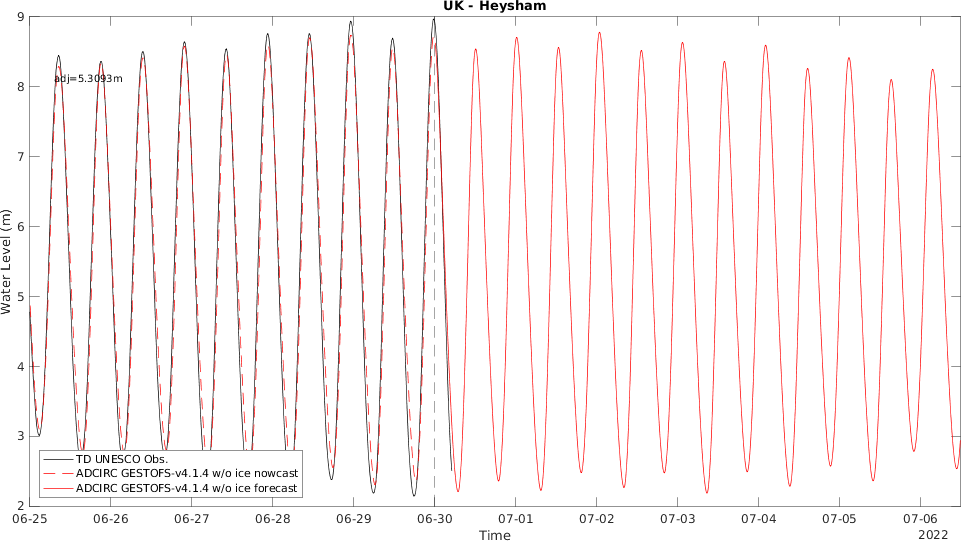 UK - Heysham
9
8
7
6
5
4
3
2
Water Level (m)
adj=5.3093m
TD UNESCO Obs.
ADCIRC GESTOFS-v4.1.4 w/o ice nowcast
ADCIRC GESTOFS-v4.1.4 w/o ice forecast
06-25 06-26 06-27 06-28 06-29 06-30 07-01 07-02 07-03 07-04 07-05 07-06
Time
2022